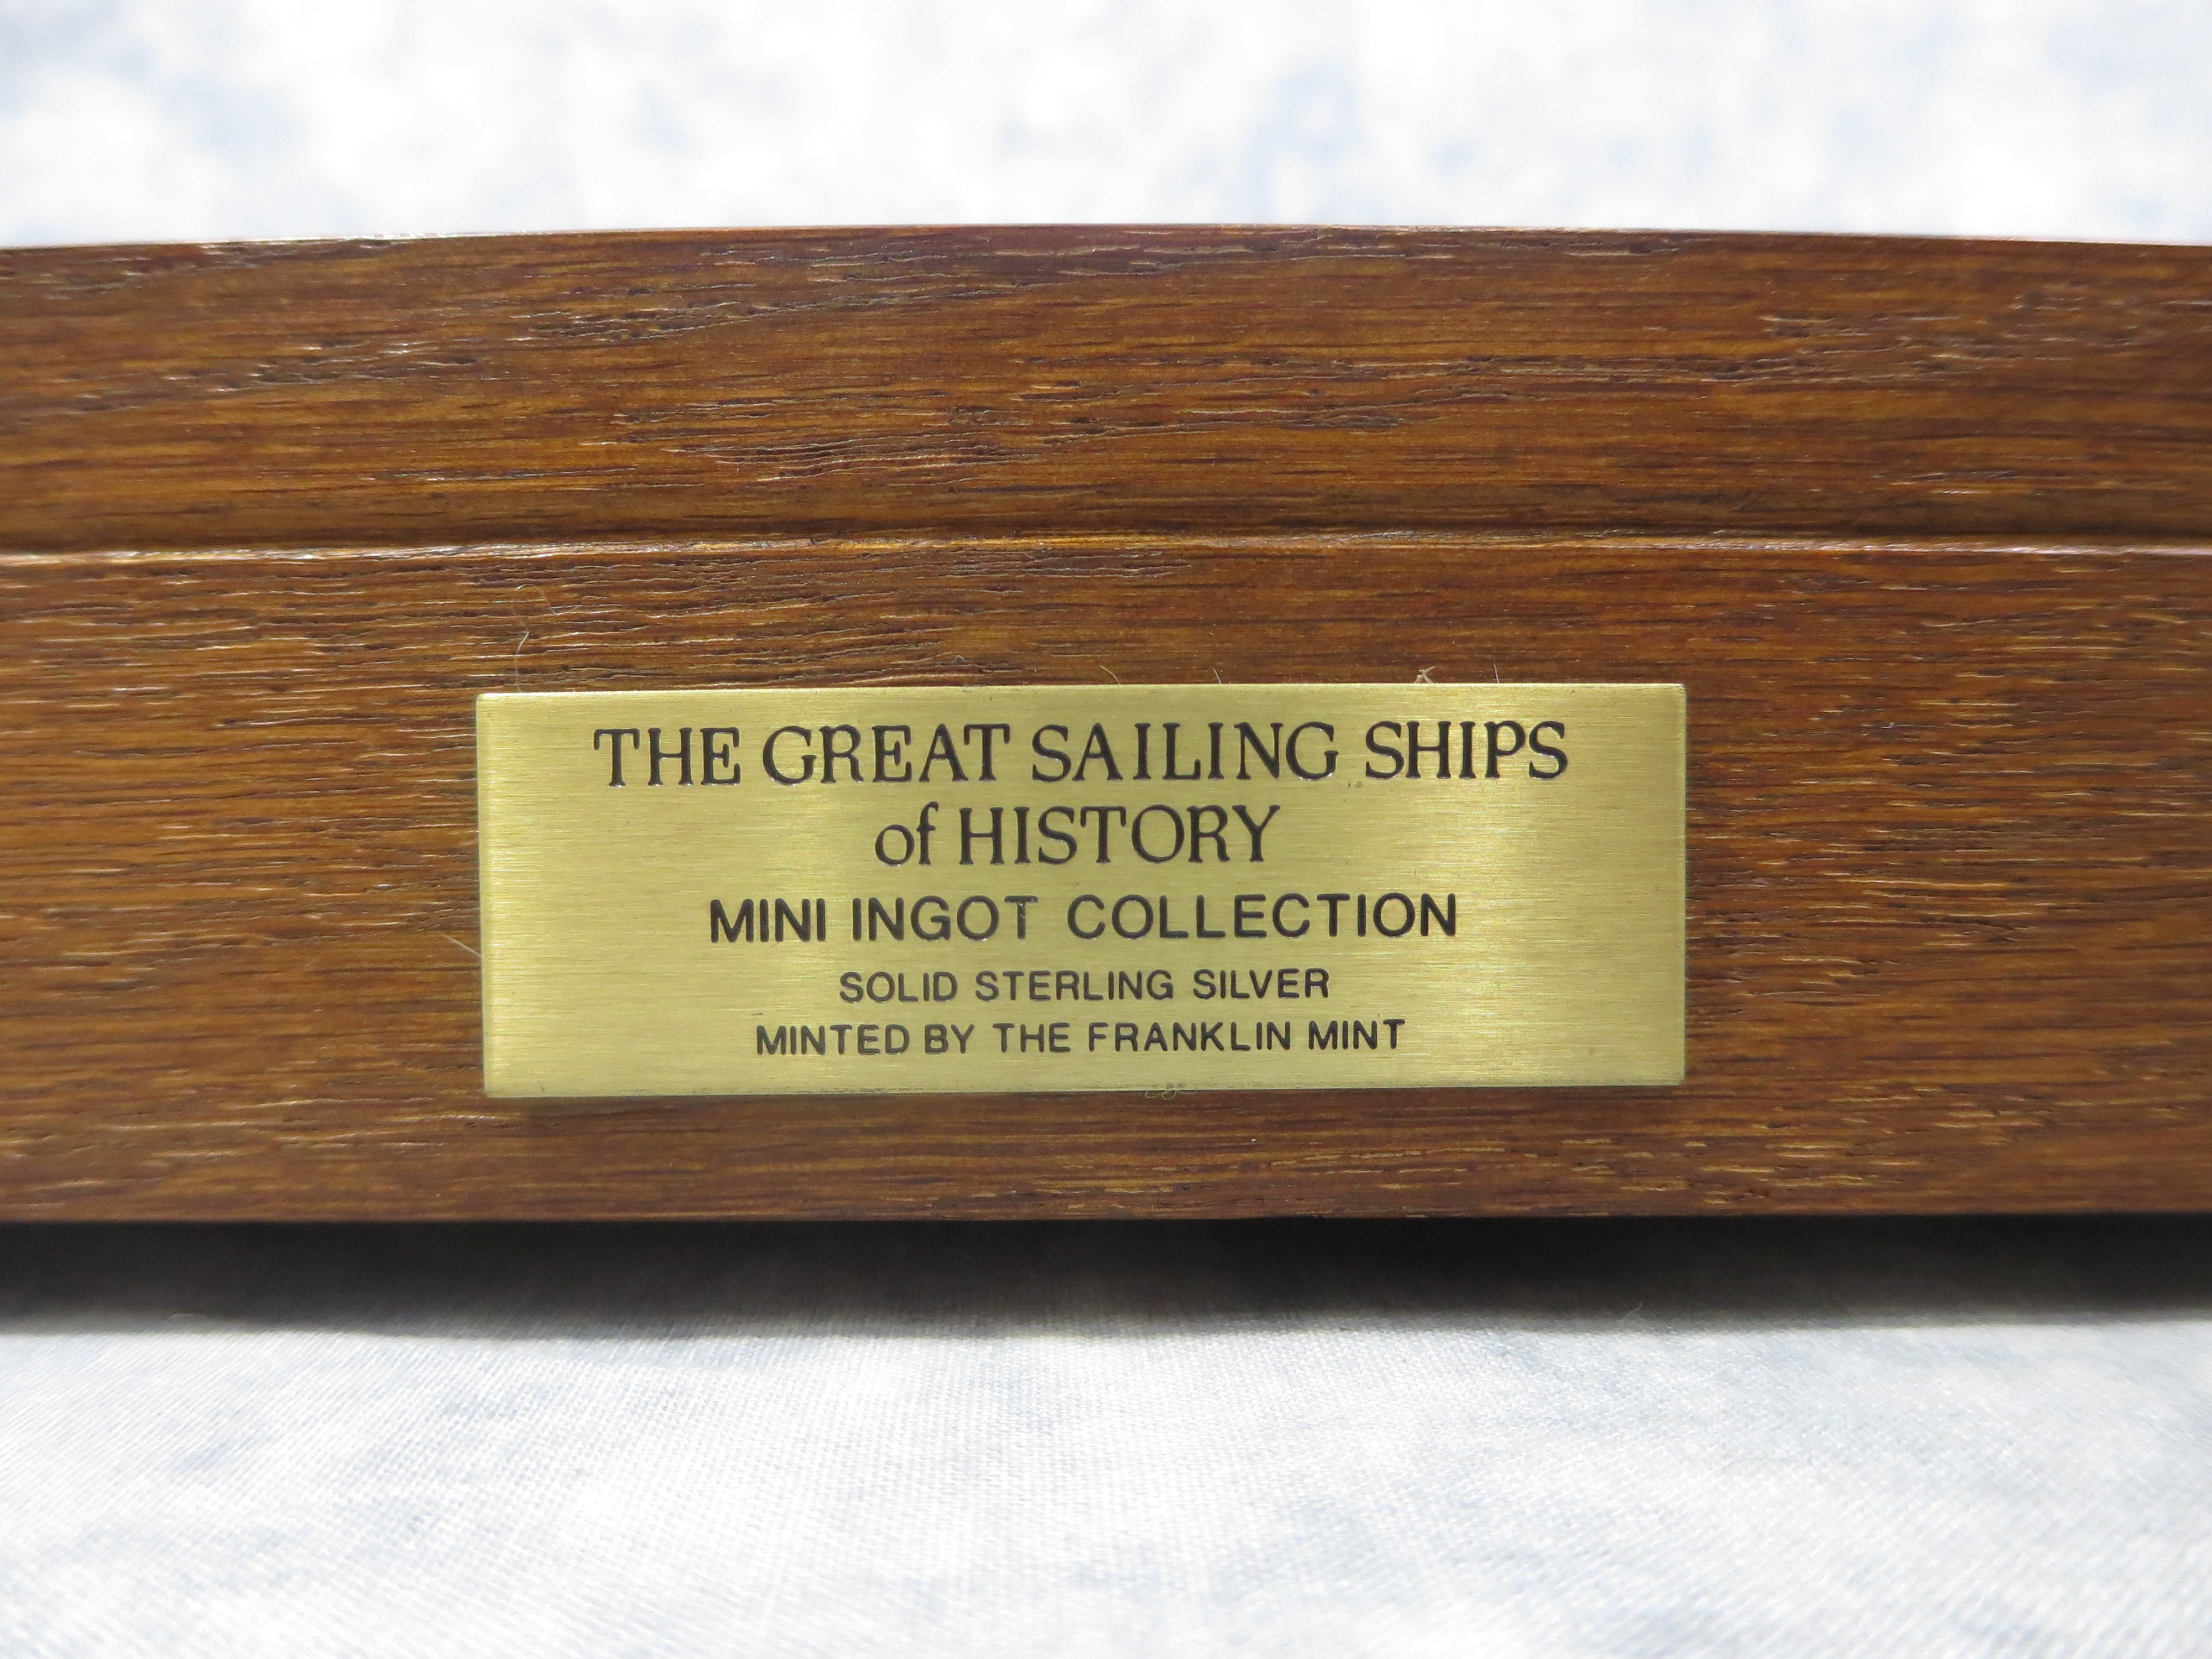 THE GREAT SAILING SHIPS
of HISTORY
MINI INGOT COLLECTION
SOLID STERLING SILVER
MINTED BY THE FRANKLIN MINT